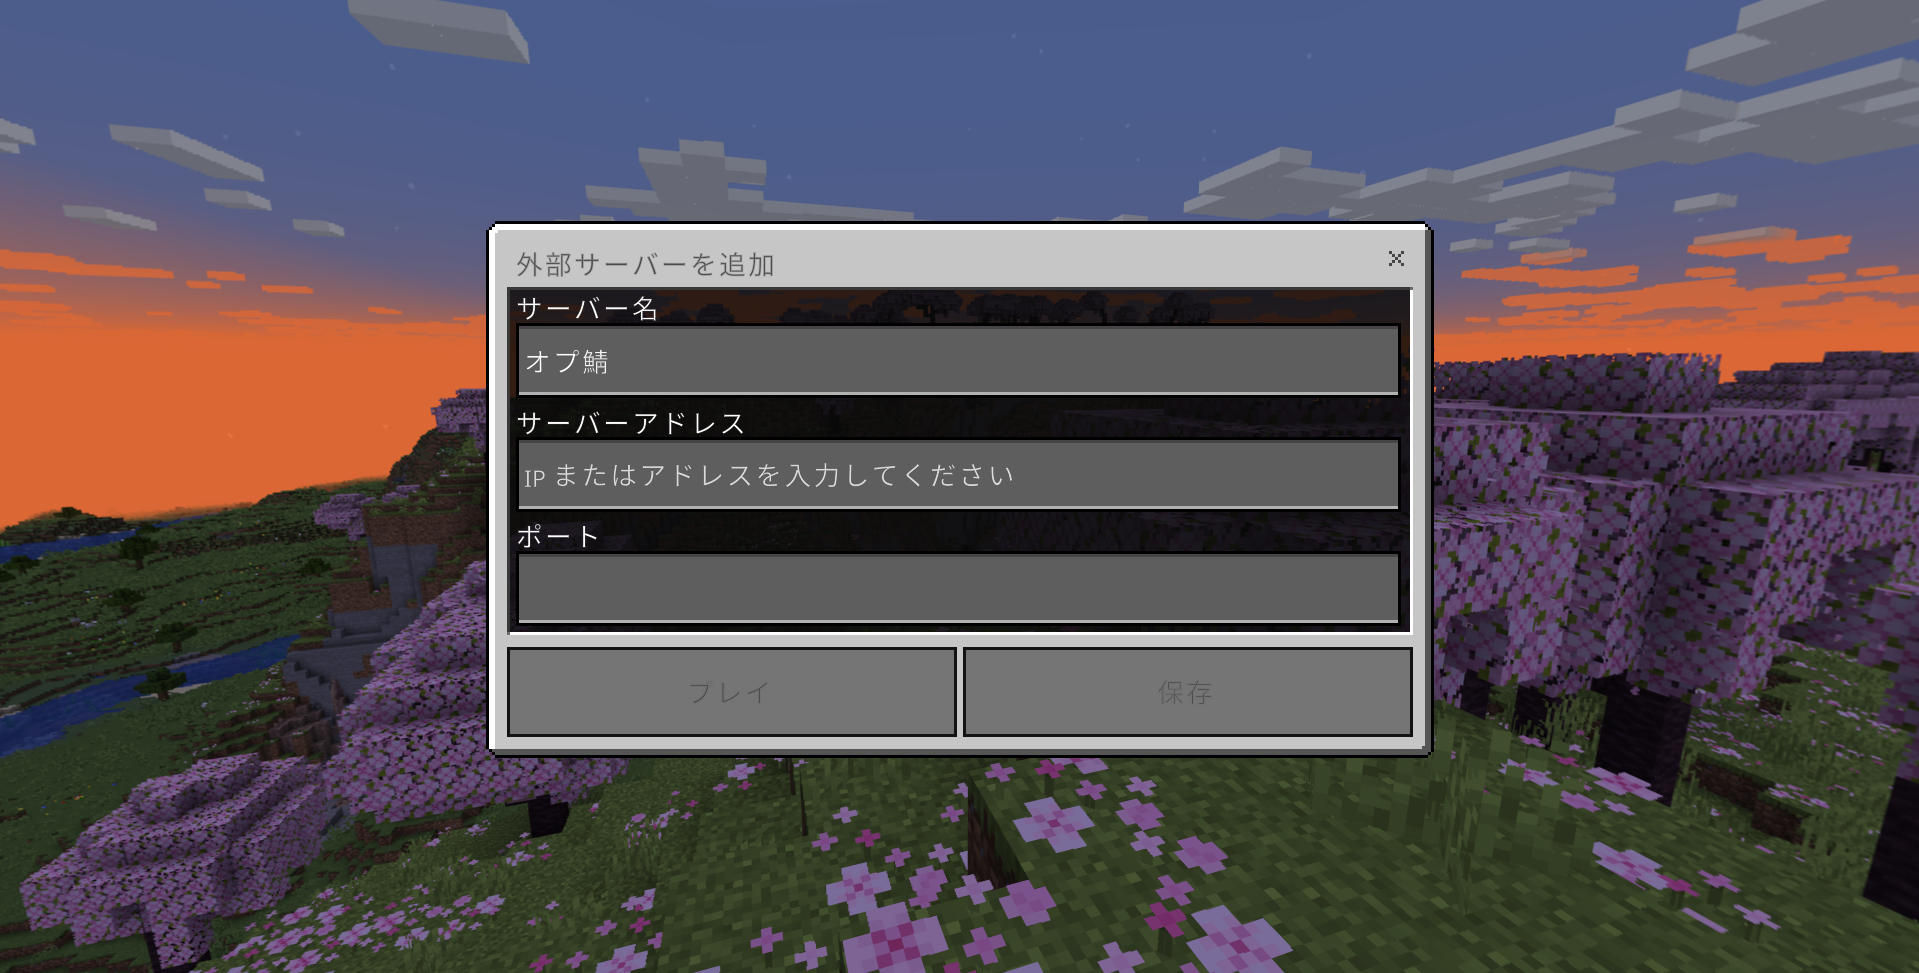 外部サーバーを追加
サーバー名
オプ鯖
サーバーアドレス
IP またはアドレスを入力してください
ポート
プレイ
保存